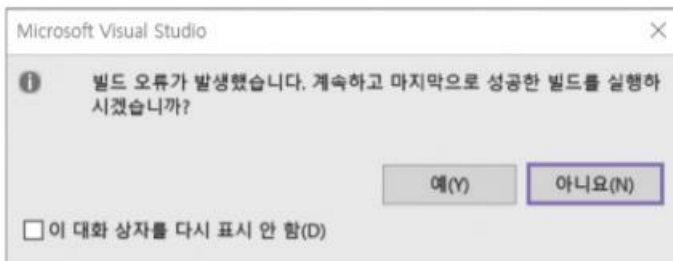 Microsoft Visual Studio
빌드 오류가 발생했습니다. 계속하고 마지막으로 성공한 빌드를 실행하
시겠습니까?
예(Y)
아니요(N)
이 대화 상자를 다시 표시 안 함(D)